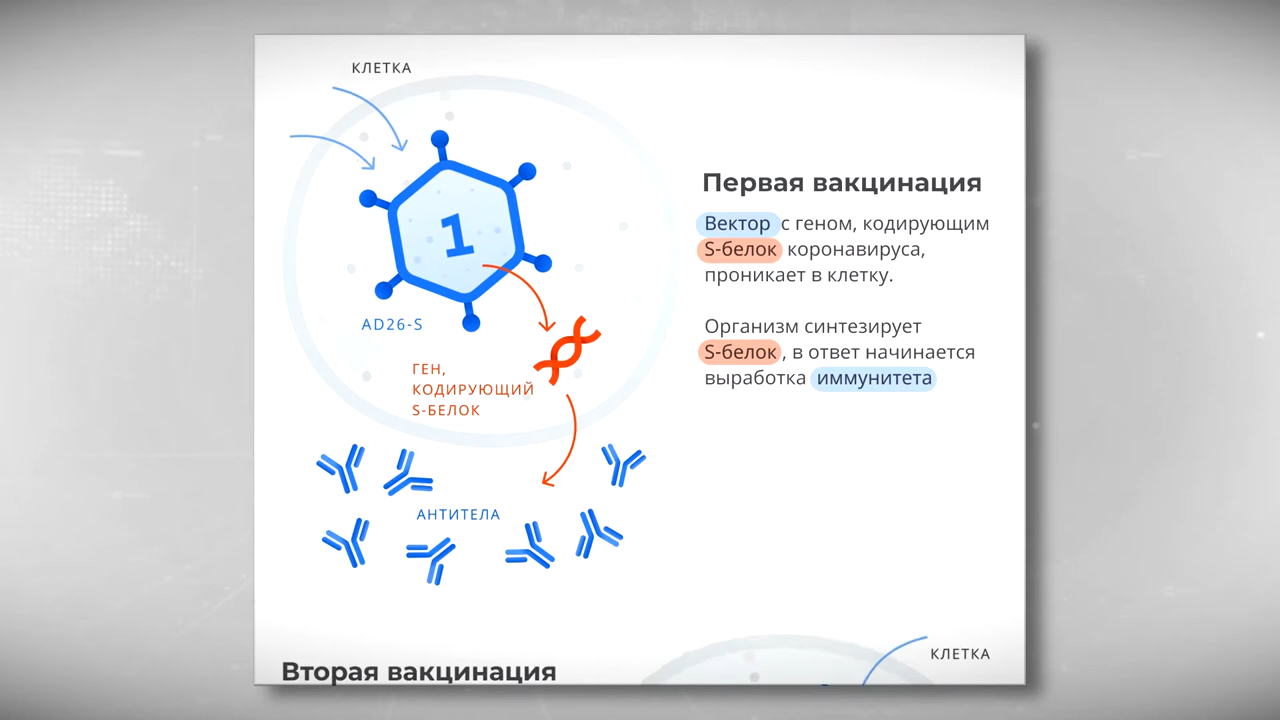 КЛЕТКА
1
AD26-S
ГЕН,
КОДИРУЮЩИЙ
S-БЕЛОК
АНТИТЕЛА
Первая вакцинация
Вектор с геном, кодирующим
S-белок коронавируса,
проникает в клетку.
Организм синтезирует
S-белок, в ответ начинается
выработка иммунитета
Вторая вакцинация
КЛЕТКА